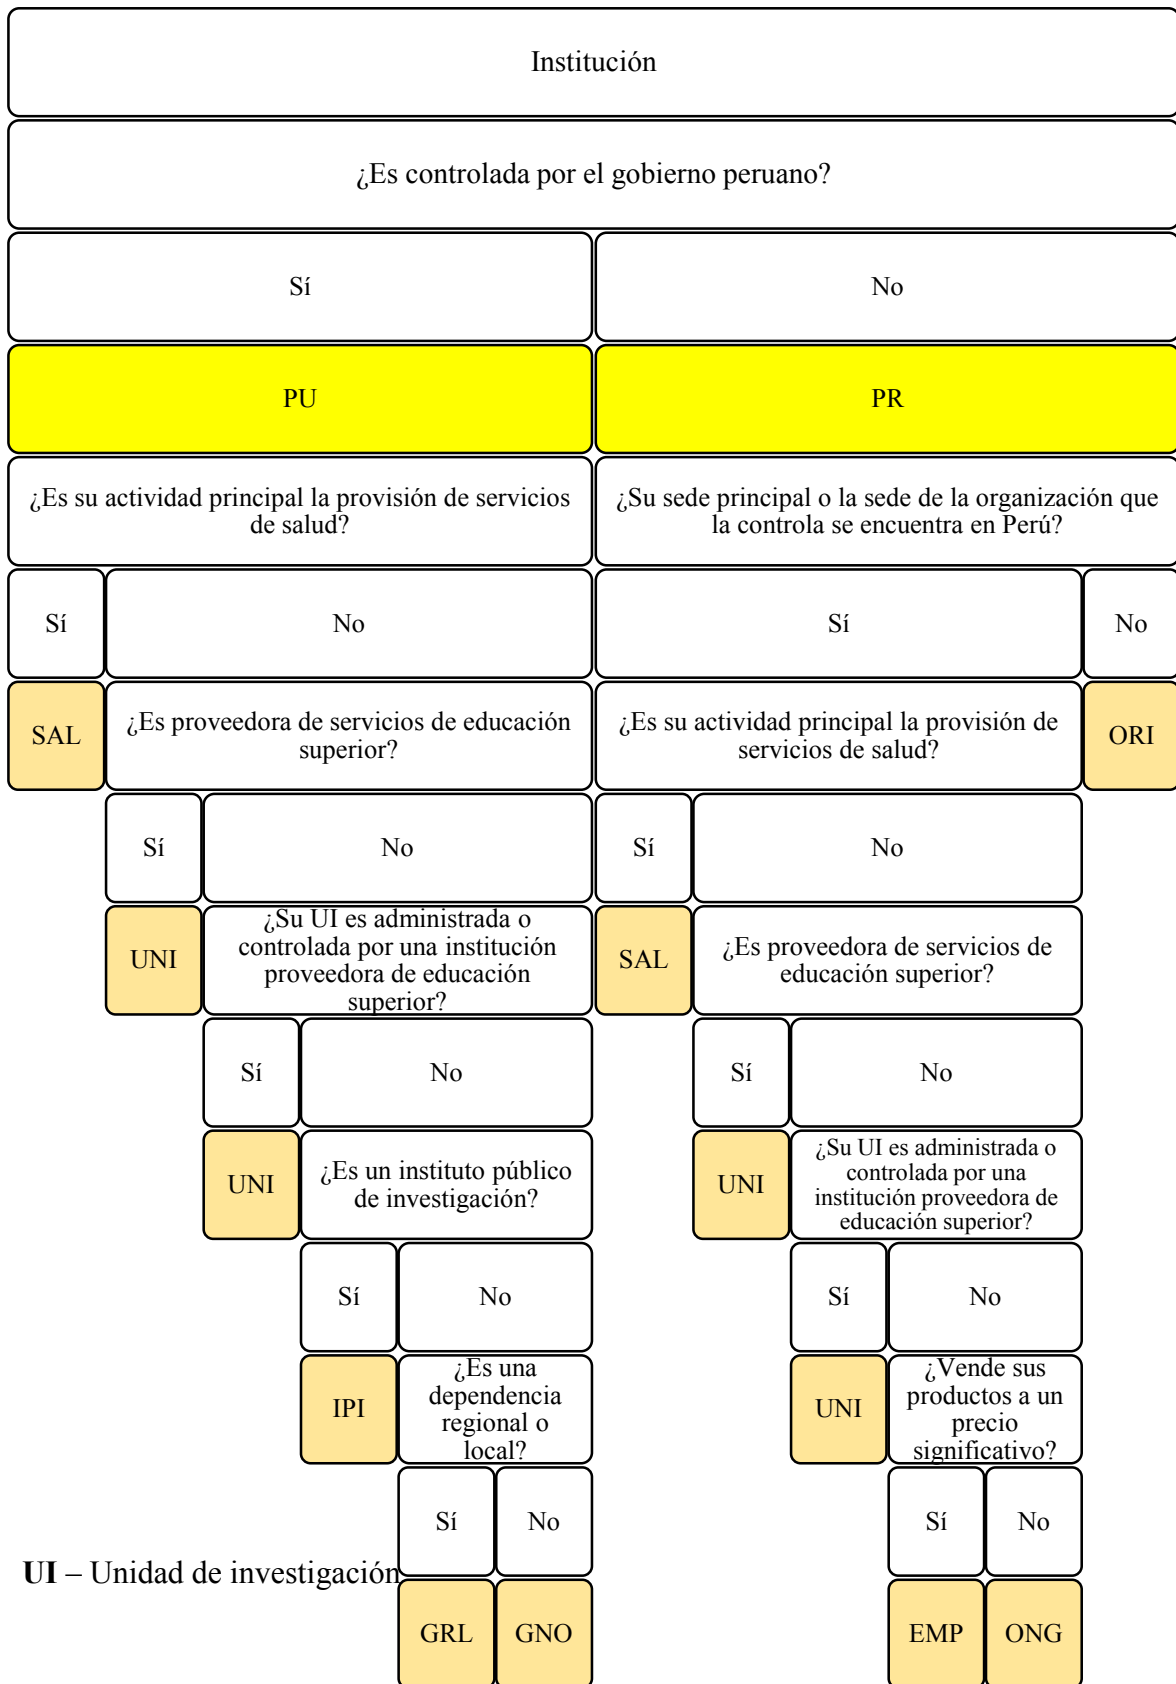 Institución
¿Es controlada por el gobierno peruano?
Sí
No
PU
PR
¿Es su actividad principal la provisión de servicios
de salud?
¿Su sede principal o la sede de la organización que
la controla se encuentra en Perú?
Sí
No
Sí
No
SAL
¿Es proveedora de servicios de educación
superior?
¿Es su actividad principal la provisión de
servicios de salud?
ORI
Sí
No
Sí
No
UNI
¿Su UI es administrada o
controlada por una institución
proveedora de educación
superior?
SAL
¿Es proveedora de servicios de
educación superior?
Sí
No
Sí
No
UNI
¿Es un instituto público
de investigación?
UNI
¿Su UI es administrada o
controlada por una
institución proveedora de
educación superior?
Sí
No
Sí
No
IPI
¿Es una
dependencia
regional o
local?
UNI
¿Vende sus
productos a un
precio
significativo?
Sí
No
Sí
No
UI – Unidad de investigación
GRL
GNO
EMP
ONG